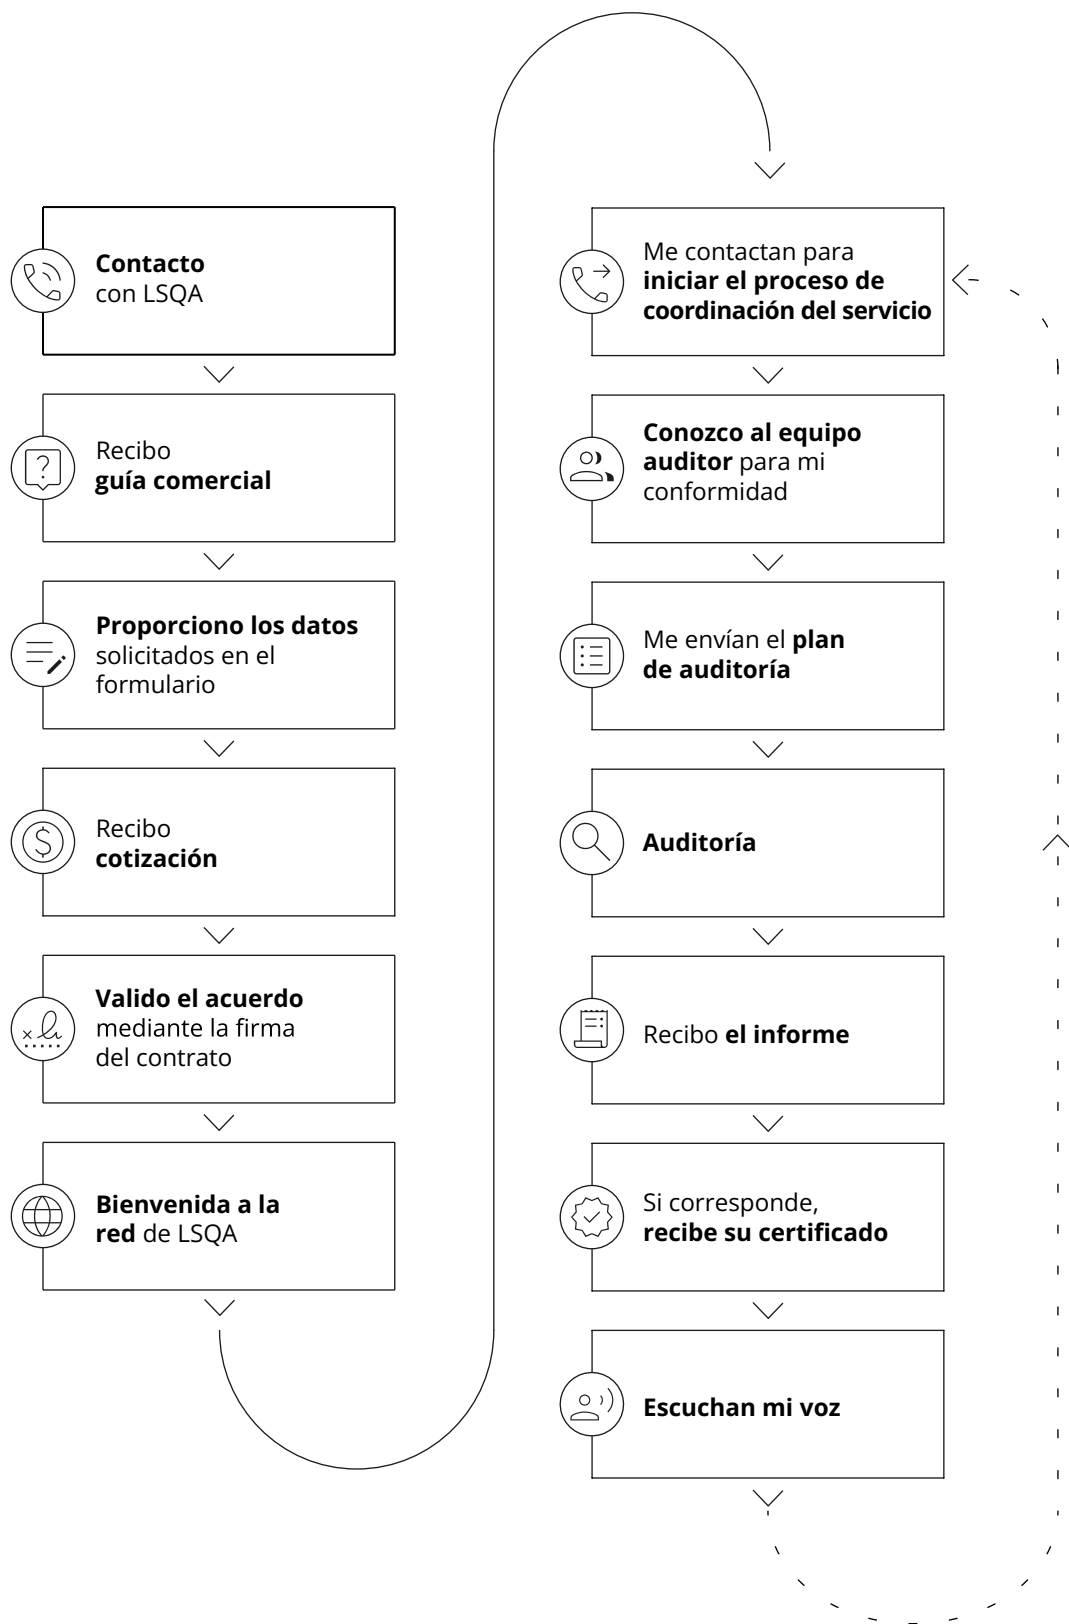 Contacto
con LSQA
Recibo
guía comercial
Proporciono los datos
solicitados en el
formulario
Recibo
cotización
Valido el acuerdo
mediante la firma
del contrato
Bienvenida a la
red de LSQA
Me contactan para
iniciar el proceso de
coordinación del servicio
Conozco al equipo
auditor para mi
conformidad
Me envían el plan
de auditoría
Auditoría
Recibo el informe
Si corresponde,
recibe su certificado
Escuchan mi voz